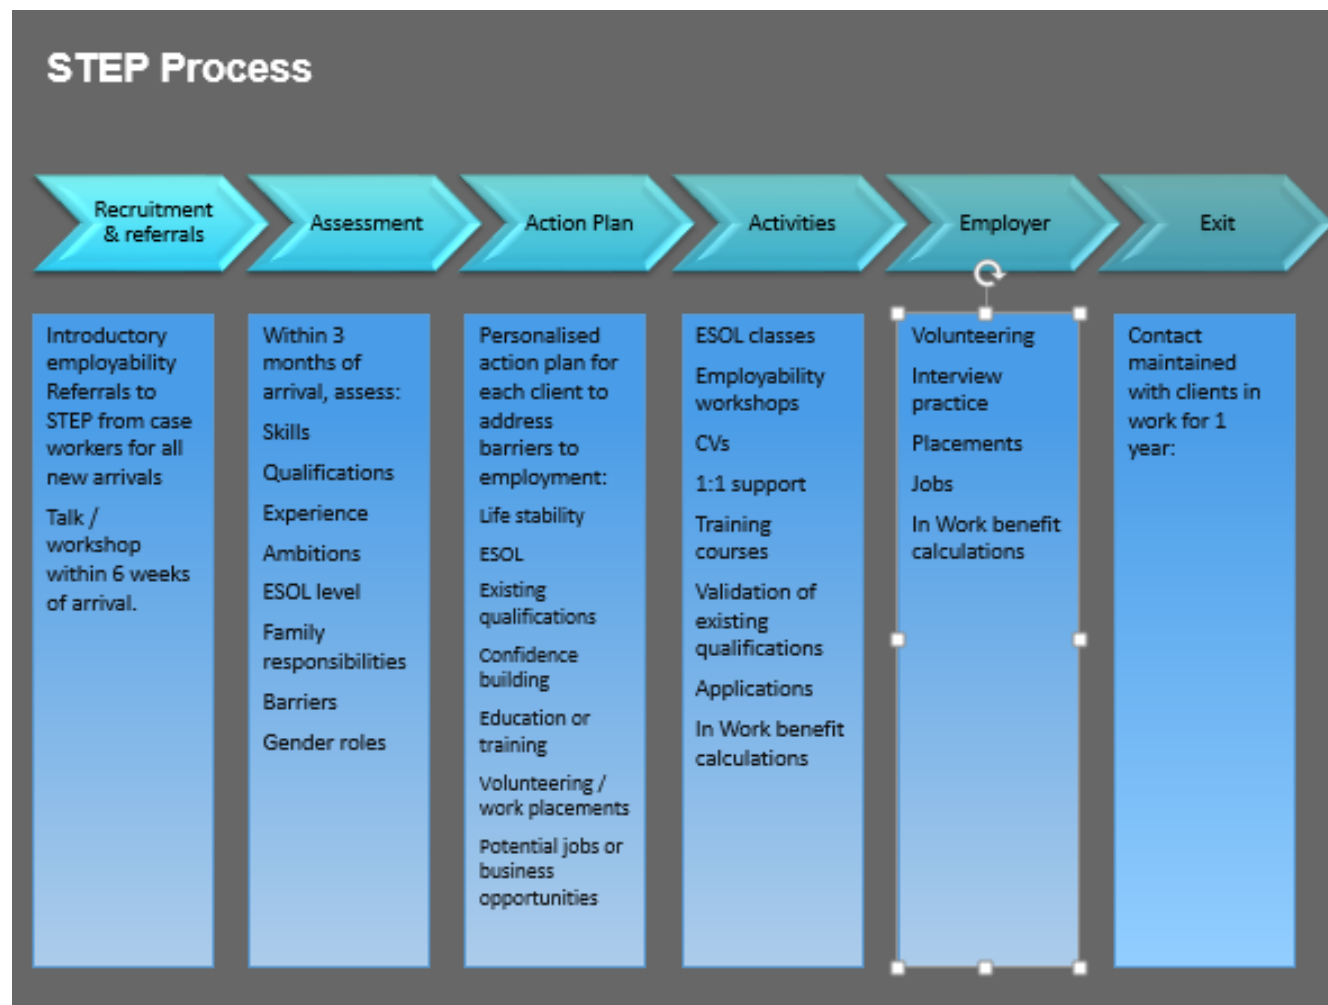 STEP Process
Recruitment
& referrals
Assessment
Action Plan
Activities
Employer
Exit
Introductory
employability
Referrals to
STEP from case
workers for all
new arrivals
Talk /
workshop
within 6 weeks
of arrival.
Within 3
months of
arrival, assess:
Skills
Qualifications
Experience
Ambitions
ESOL level
Family
responsibilities
Barriers
Gender roles
Personalised
action plan for
each client to
address
barriers to
employment:
Life stability
ESOL
Existing
qualifications
Confidence
building
Education or
training
Volunteering /
work placements
Potential jobs or
business
opportunities
ESOL classes
Employability
workshops
CVs
1:1 support
Training
courses
Validation of
existing
qualifications
Applications
In Work benefit
calculations
Volunteering
Interview
practice
Placements
Jobs
In Work benefit
calculations
Contact
maintained
with clients in
work for 1
year: